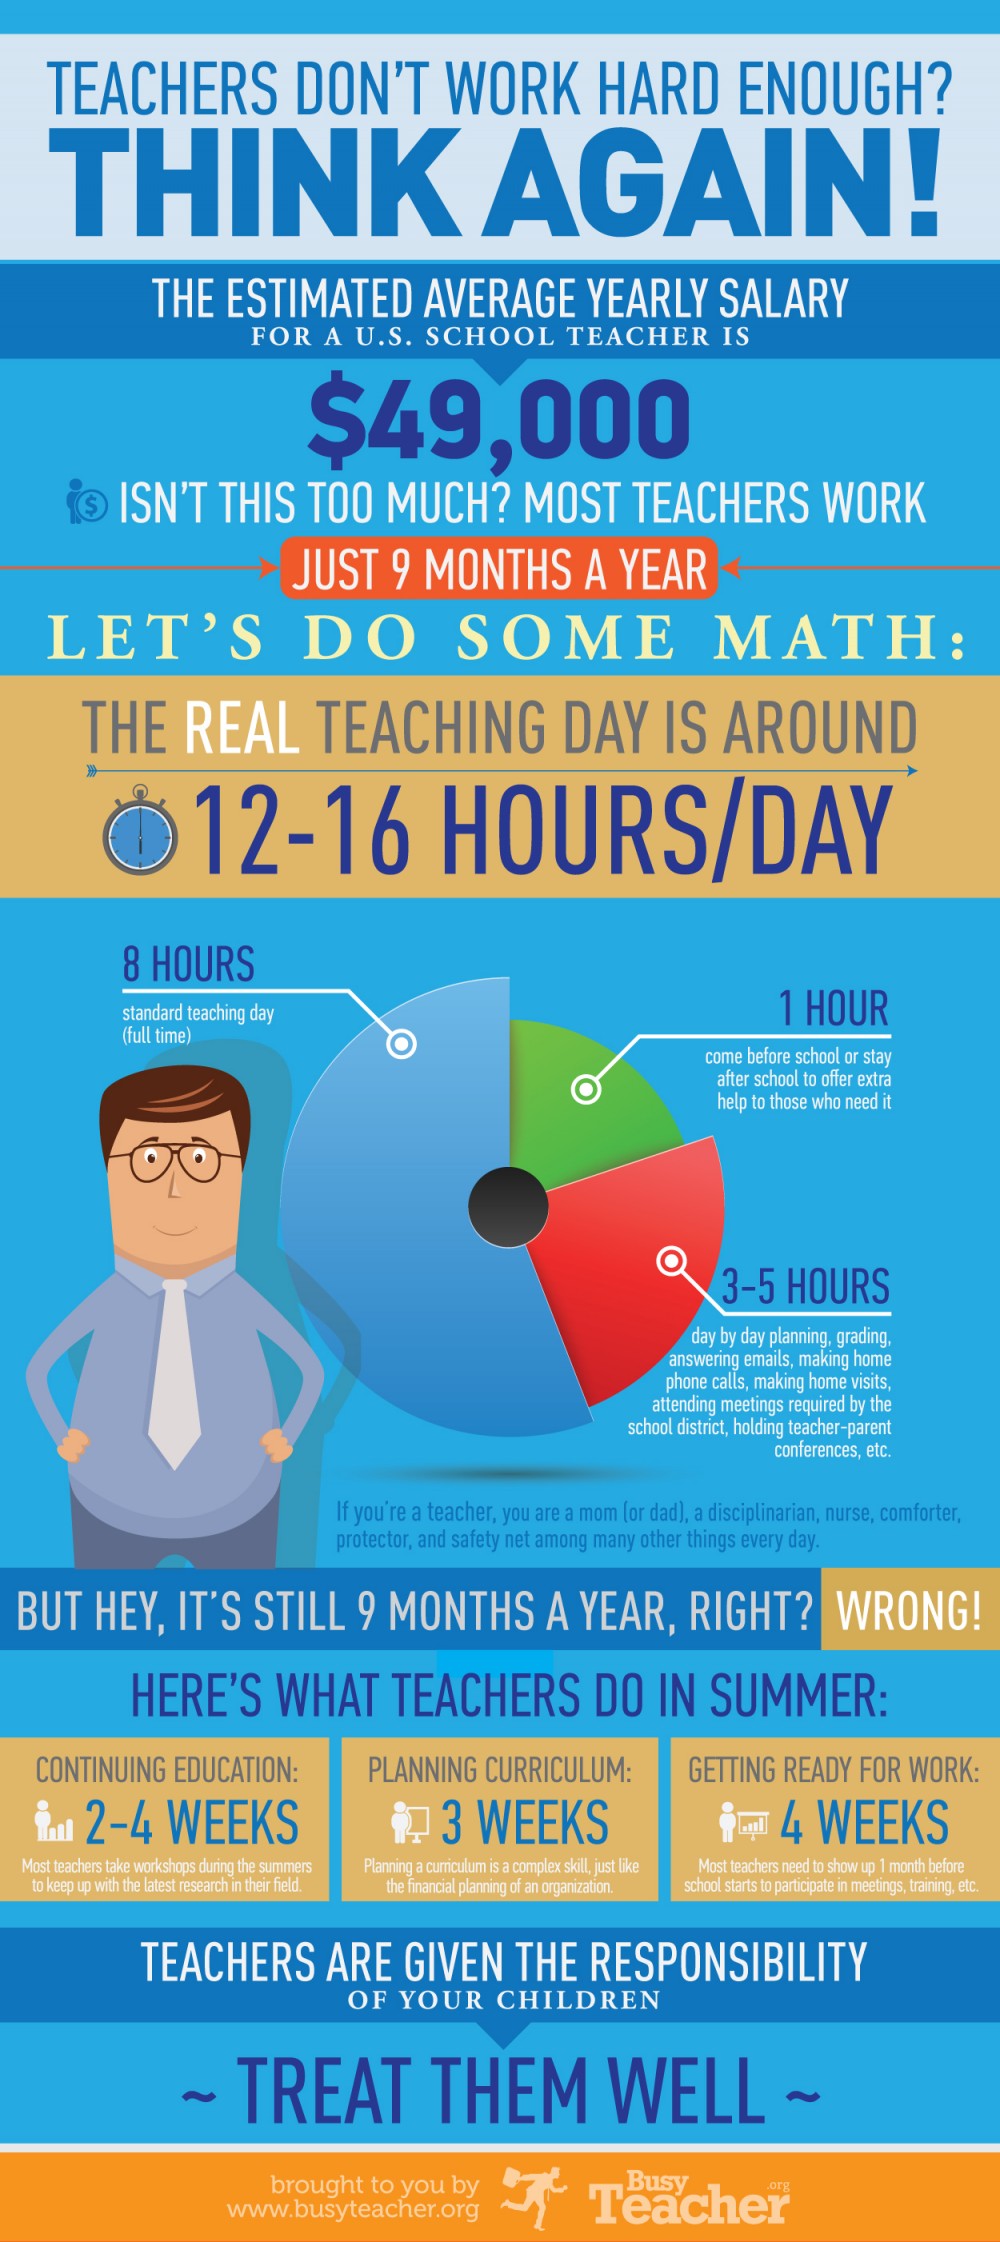 TEACHERS DON'T WORK HARD ENOUGH?
THINK AGAIN!
THE ESTIMATED AVERAGE YEARLY SALARY
FOR A U.S. SCHOOL TEACHER IS
$49,000
$
ISN'T THIS TOO MUCH? MOST TEACHERS WORK
JUST 9 MONTHS A YEAR
LET'S DO SOME MATH:
THE REAL TEACHING DAY IS AROUND
12-16 HOURS/DAY
8 HOURS
standard teaching day
(full time)
1 HOUR
come before school or stay
after school to offer extra
help to those who need it
3-5 HOURS
day by day planning, grading,
answering emails, making home
phone calls, making home visits,
attending meetings required by the
school district, holding teacher-parent
conferences, etc.
If you're a teacher, you are a mom (or dad), a disciplinarian, nurse, comforter,
protector, and safety net among many other things every day.
BUT HEY, IT'S STILL 9 MONTHS A YEAR, RIGHT? WRONG!
HERE'S WHAT TEACHERS DO IN SUMMER:
CONTINUING EDUCATION:
2-4 WEEKS
Most teachers take workshops during the summers
to keep up with the latest research in their field.
PLANNING CURRICULUM:
3 WEEKS
Planning a curriculum is a complex skill, just like
the financial planning of an organization.
GETTING READY FOR WORK:
4 WEEKS
Most teachers need to show up 1 month before
school starts to participate in meetings, training, etc.
TEACHERS ARE GIVEN THE RESPONSIBILITY
OF YOUR CHILDREN
~ TREAT THEM WELL ~
brought to you by
www.busyteacher.org
Busy
Teacher
.org